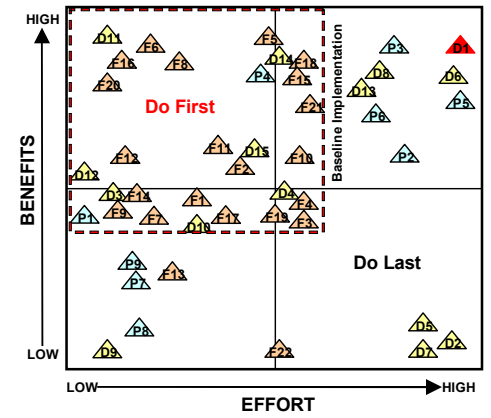 HIGH
BENEFITS
LOW
D11
F6
F5
P3
D1
F16
F8
D14
F18
D8
D6
F20
P4
F15
D13
Do First
F21
P6
P5
Baseline Implementation
F11
D15
F12
F2
F10
P2
D12
D3
F14
F1
D4
F4
P1
F9
F7
D10
F17
F19
F3
P9
P7
F13
Do Last
P8
D5
D9
F22
D7
D2
LOW
HIGH
EFFORT